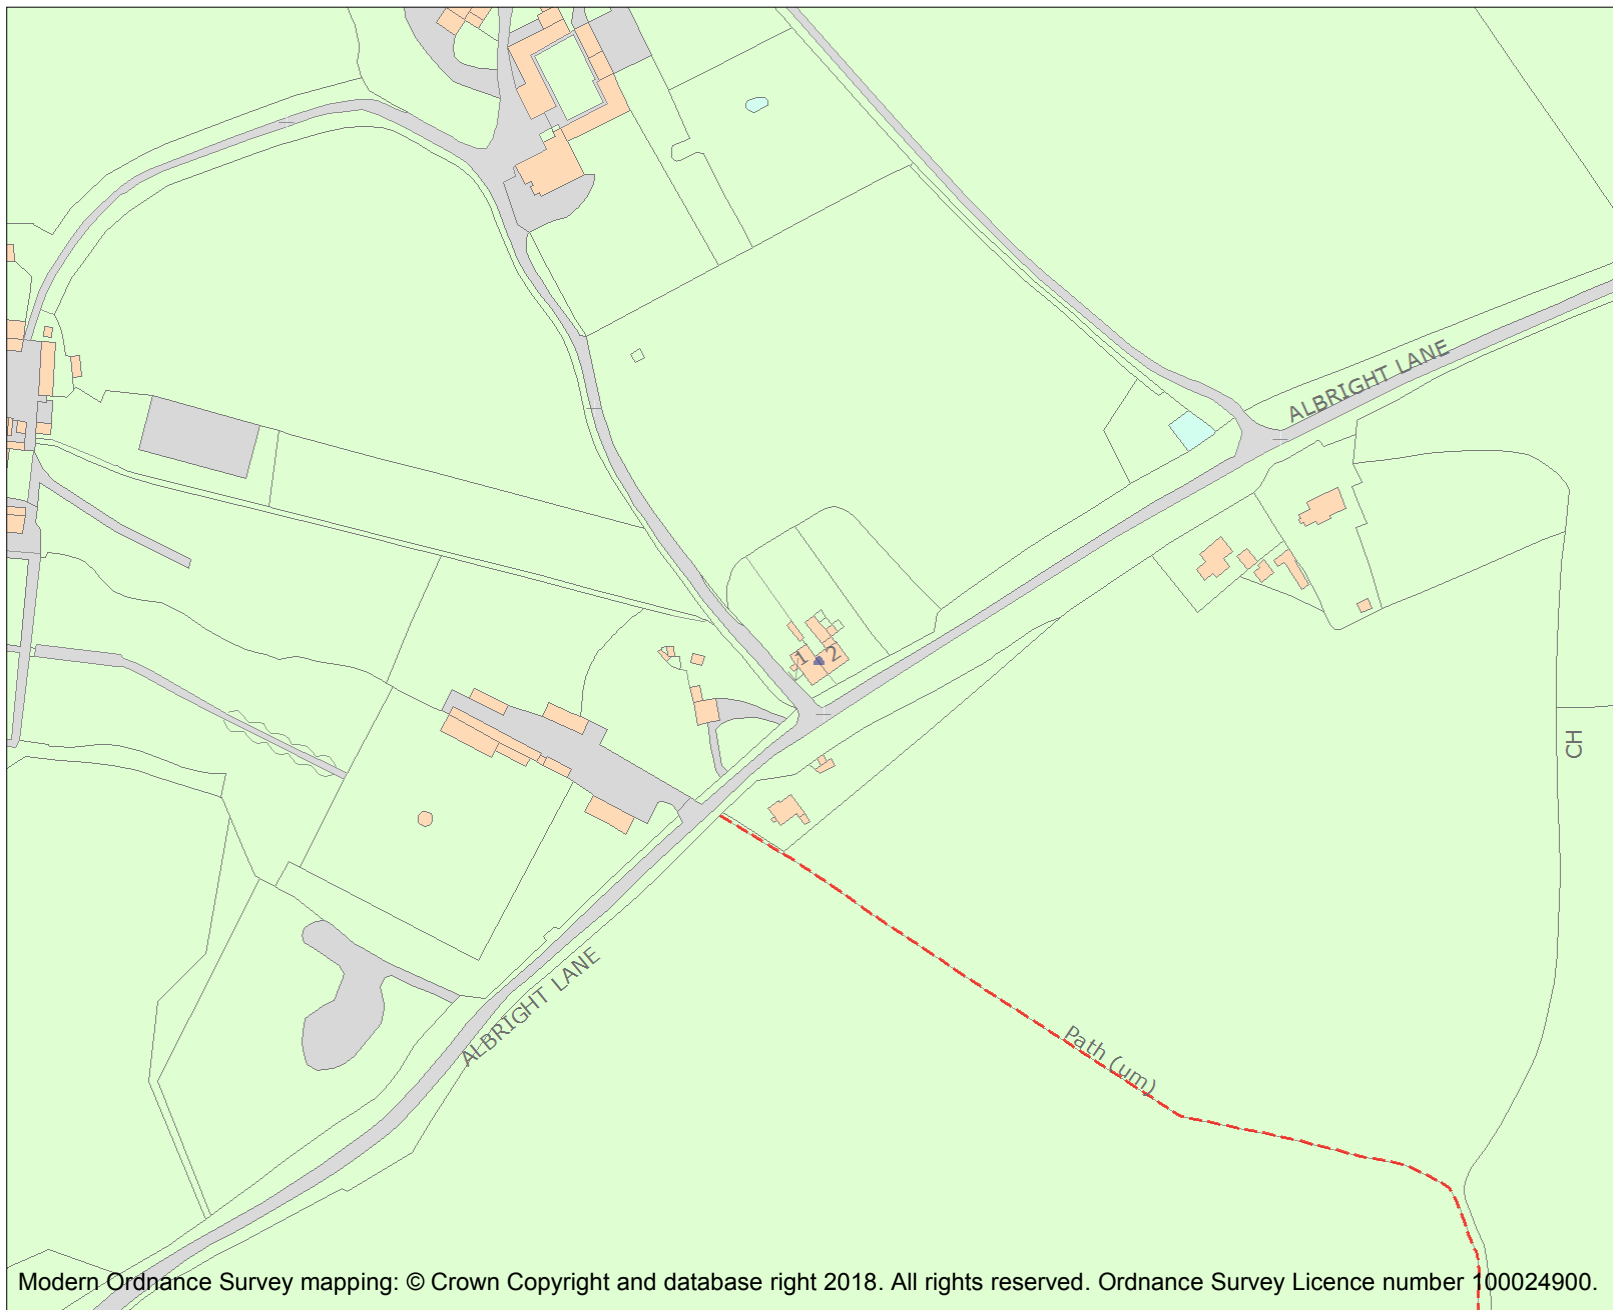 ALBRIGHT LANE
1
2
CH
ALBRIGHT LANE
Path (um)
Modern Ordnance Survey mapping: © Crown Copyright and database right 2018. All rights reserved. Ordnance Survey Licence number 100024900.